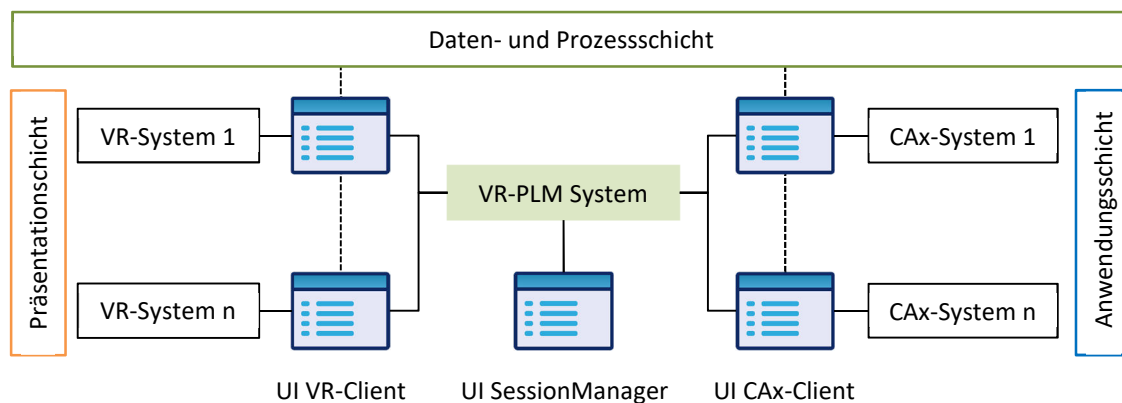 Daten- und Prozessschicht
Präsentationschicht
VR-System 1
CAx-System 1
Anwendungsschicht
VR-PLM System
VR-System n
CAx-System n
UI VR-Client
UI SessionManager
UI CAx-Client